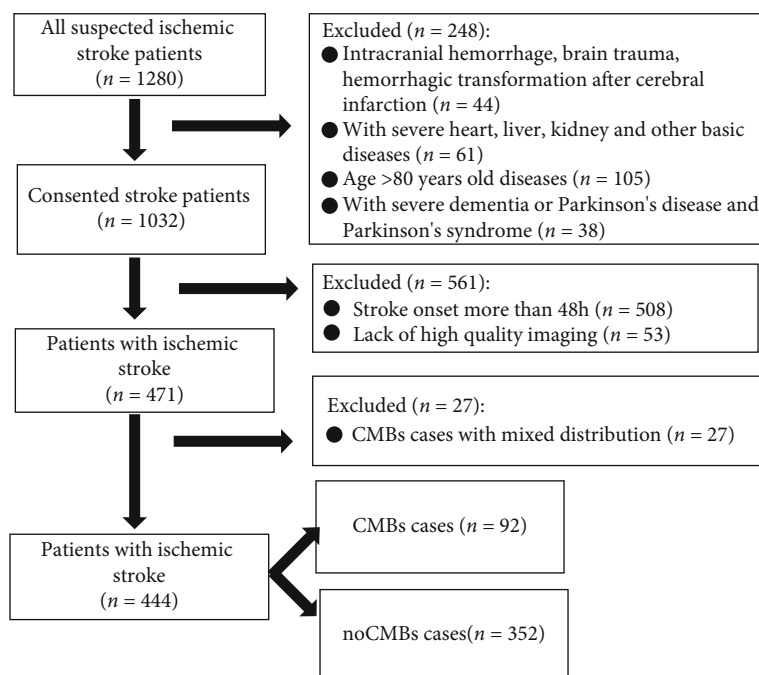 All suspected ischemic
stroke patients
(n = 1280)
Excluded (n = 248):
● Intracranial hemorrhage, brain trauma,
hemorrhagic transformation after cerebral
infarction (n = 44)
● With severe heart, liver, kidney and other basic
diseases (n = 61)
● Age >80 years old diseases (n = 105)
● With severe dementia or Parkinson's disease and
Parkinson's syndrome (n = 38)
Consented stroke patients
(n = 1032)
Excluded (n = 561):
● Stroke onset more than 48h (n = 508)
● Lack of high quality imaging (n = 53)
Patients with ischemic
stroke
(n = 471)
Excluded (n = 27):
● CMBs cases with mixed distribution (n = 27)
Patients with ischemic
stroke
(n = 444)
CMBs cases (n = 92)
noCMBs cases(n = 352)